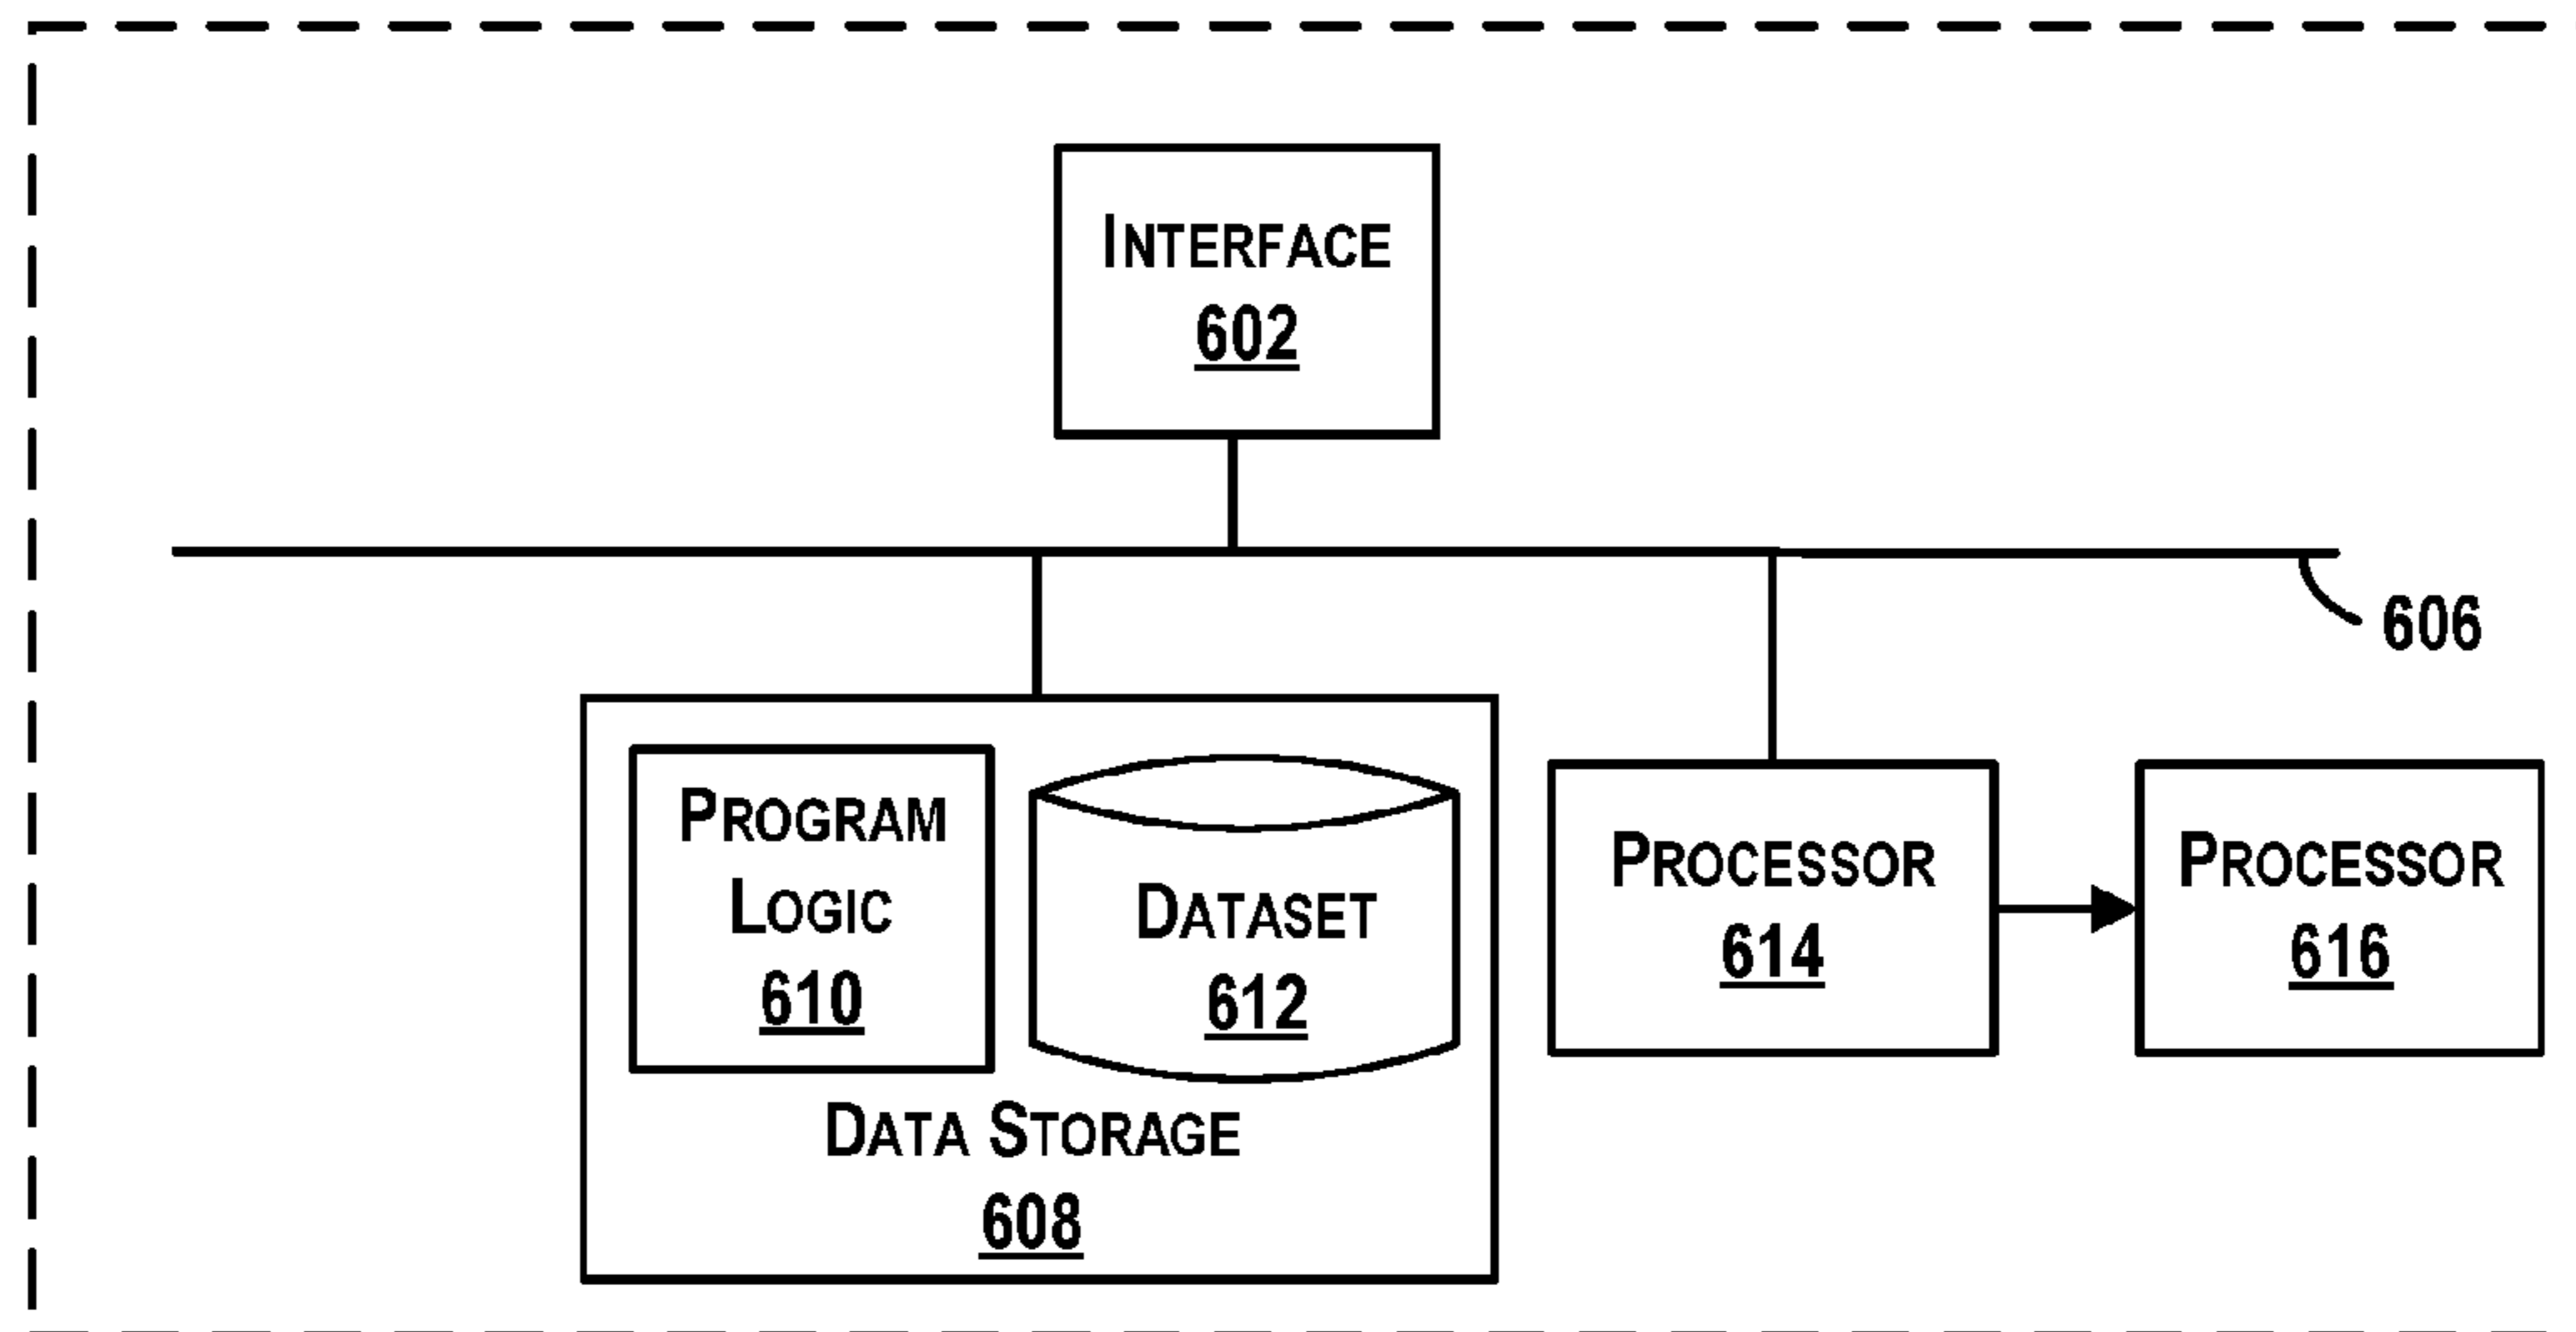 INTERFACE
602
606
PROGRAM
LOGIC
610
DATASET
612
DATA STORAGE
608
PROCESSOR
614
PROCESSOR
616